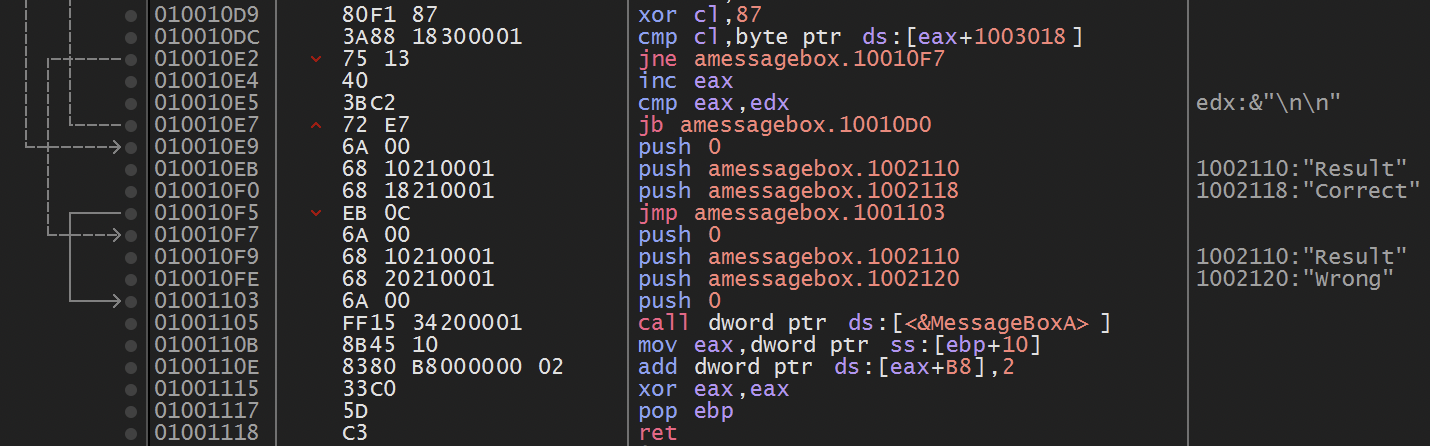 010010D9 80F1 87 xor cl,87
010010DC 3A88 18300001 cmp cl,byte ptr ds:[eax+1003018]
010010E2 75 13 jne amessagebox.10010F7
010010E4 40 inc eax
010010E5 3BC2 cmp eax,edx edx:&"\n\n"
010010E7 72 E7 jb amessagebox.10010D0
010010E9 6A 00 push 0
010010EB 68 10210001 push amessagebox.1002110 1002110:"Result"
010010F0 68 18210001 push amessagebox.1002118 1002118:"Correct"
010010F5 EB 0C jmp amessagebox.1001103
010010F7 6A 00 push 0
010010F9 68 10210001 push amessagebox.1002110 1002110:"Result"
010010FE 68 20210001 push amessagebox.1002120 1002120:"Wrong"
01001103 6A 00 push 0
01001105 FF15 34200001 call dword ptr ds:[<&MessageBoxA>]
0100110B 8B45 10 mov eax,dword ptr ss:[ebp+10]
0100110E 8380 B8000000 02 add dword ptr ds:[eax+B8],2
01001115 33C0 xor eax,eax
01001117 5D pop ebp
01001118 C3 ret